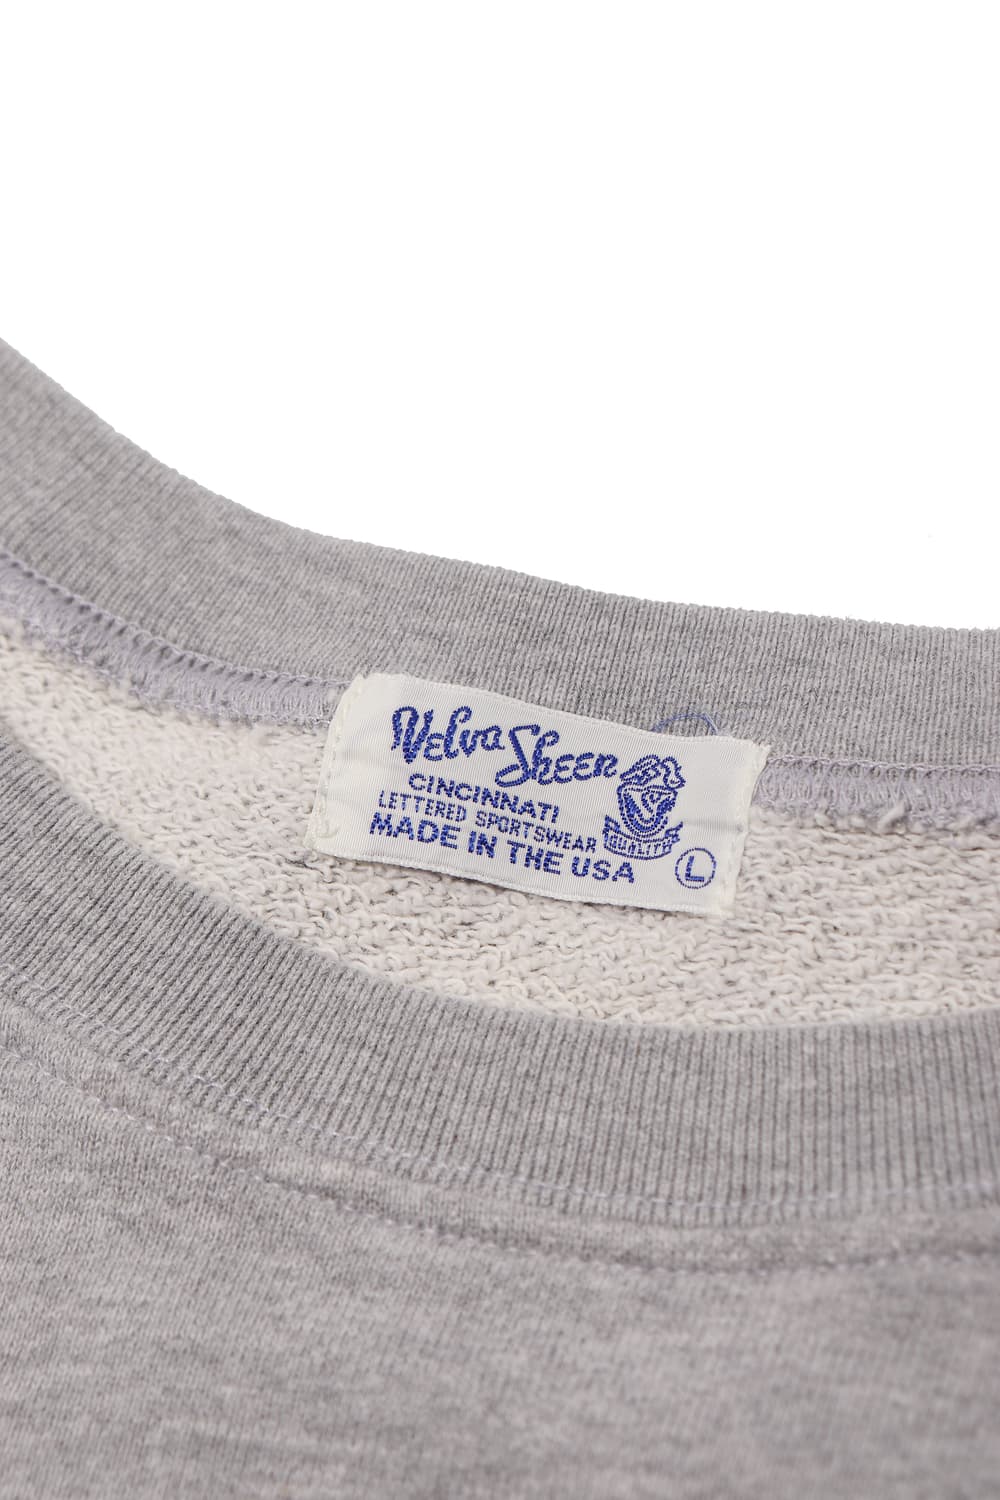 Velva Sheen
CINCINNATI
LETTERED SPORTSWEAR
MADE IN THE USA
QUALITY
L